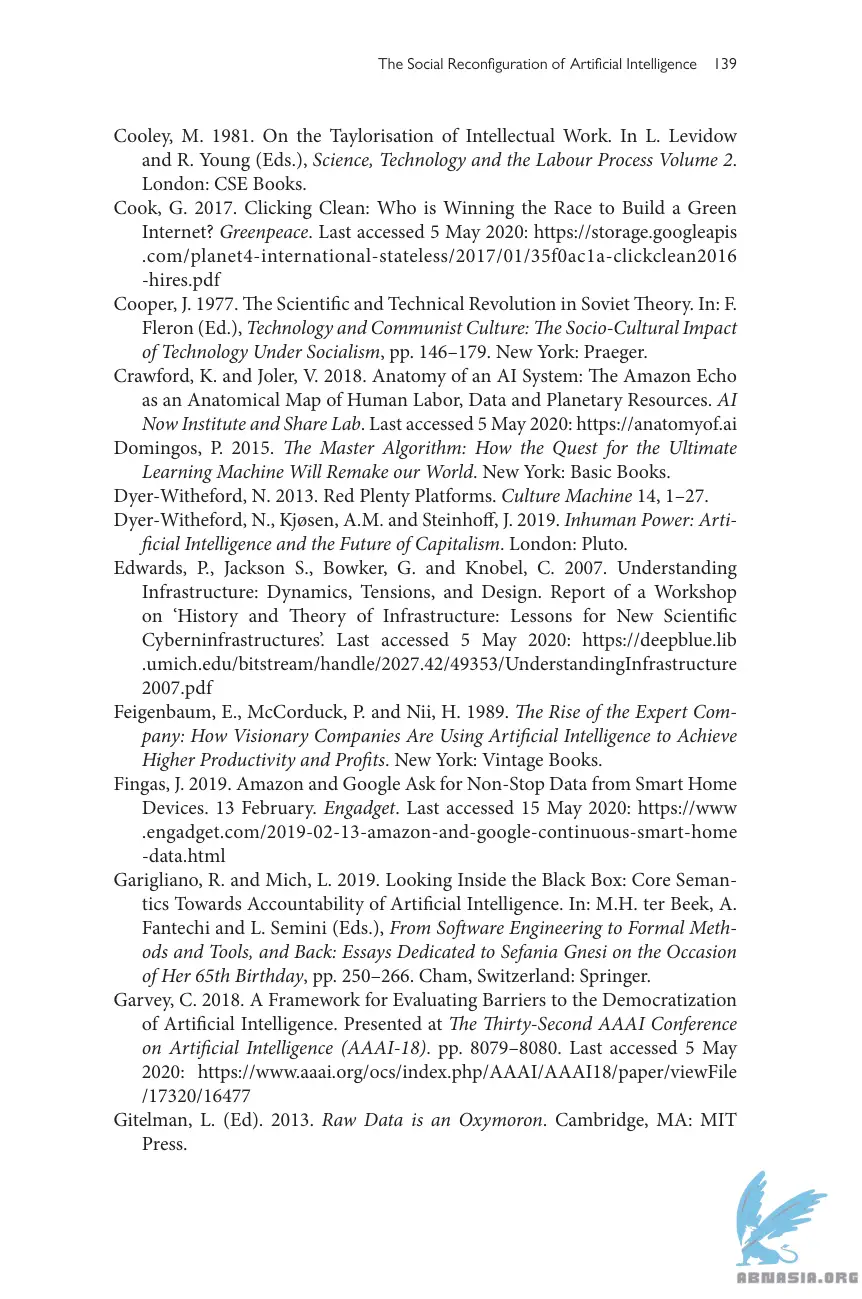 The Social Reconfiguration of Artificial Intelligence 139
Cooley, M. 1981. On the Taylorisation of Intellectual Work. In L. Levidow
and R. Young (Eds.), Science, Technology and the Labour Process Volume 2.
London: CSE Books.
Cook, G. 2017. Clicking Clean: Who is Winning the Race to Build a Green
Internet? Greenpeace. Last accessed 5 May 2020: https://storage.googleapis
.com/planet4-international-stateless/2017/01/35f0ac1a-clickclean2016
-hires.pdf
Cooper, J. 1977. The Scientific and Technical Revolution in Soviet Theory. In: F.
Fleron (Ed.), Technology and Communist Culture: The Socio-Cultural Impact
of Technology Under Socialism, pp. 146–179. New York: Praeger.
Crawford, K. and Joler, V. 2018. Anatomy of an AI System: The Amazon Echo
as an Anatomical Map of Human Labor, Data and Planetary Resources. AI
Now Institute and Share Lab. Last accessed 5 May 2020: https://anatomyof.ai
Domingos, P. 2015. The Master Algorithm: How the Quest for the Ultimate
Learning Machine Will Remake our World. New York: Basic Books.
Dyer-Witheford, N. 2013. Red Plenty Platforms. Culture Machine 14, 1–27.
Dyer-Witheford, N., Kjøsen, A.M. and Steinhoff, J. 2019. Inhuman Power: Arti-
ficial Intelligence and the Future of Capitalism. London: Pluto.
Edwards, P., Jackson S., Bowker, G. and Knobel, C. 2007. Understanding
Infrastructure: Dynamics, Tensions, and Design. Report of a Workshop
on ‘History and Theory of Infrastructure: Lessons for New Scientific
Cyberninfrastructures’. Last accessed 5 May 2020: https://deepblue.lib
.umich.edu/bitstream/handle/2027.42/49353/UnderstandingInfrastructure
2007.pdf
Feigenbaum, E., McCorduck, P. and Nii, H. 1989. The Rise of the Expert Com-
pany: How Visionary Companies Are Using Artificial Intelligence to Achieve
Higher Productivity and Profits. New York: Vintage Books.
Fingas, J. 2019. Amazon and Google Ask for Non-Stop Data from Smart Home
Devices. 13 February. Engadget. Last accessed 15 May 2020: https://www
.engadget.com/2019-02-13-amazon-and-google-continuous-smart-home
-data.html
Garigliano, R. and Mich, L. 2019. Looking Inside the Black Box: Core Seman-
tics Towards Accountability of Artificial Intelligence. In: M.H. ter Beek, A.
Fantechi and L. Semini (Eds.), From Software Engineering to Formal Meth-
ods and Tools, and Back: Essays Dedicated to Sefania Gnesi on the Occasion
of Her 65th Birthday, pp. 250–266. Cham, Switzerland: Springer.
Garvey, C. 2018. A Framework for Evaluating Barriers to the Democratization
of Artificial Intelligence. Presented at The Thirty-Second AAAI Conference
on Artificial Intelligence (AAAI-18). pp. 8079–8080. Last accessed 5 May
2020: https://www.aaai.org/ocs/index.php/AAAI/AAAI18/paper/viewFile
/17320/16477
Gitelman, L. (Ed). 2013. Raw Data is an Oxymoron. Cambridge, MA: MIT
Press.
ABNASIA.ORG